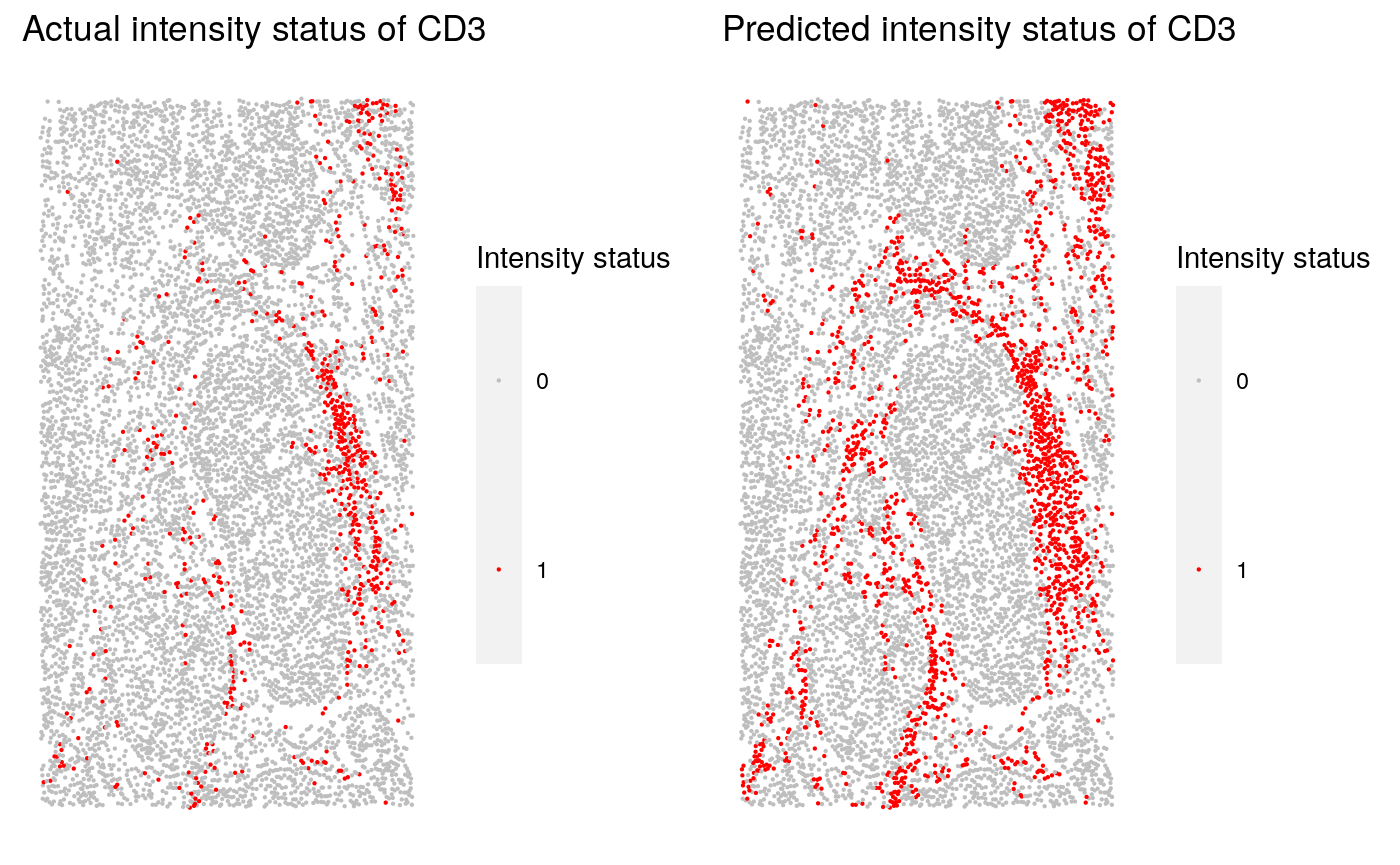 Actual intensity status of CD3
Predicted intensity status of CD3
Intensity status
0
1
Intensity status
0
1